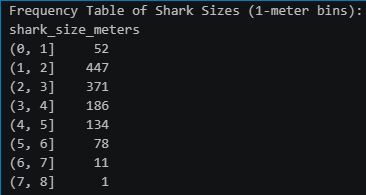 Frequency Table of Shark Sizes (1-meter bins):
shark_size_meters
(0, 1]     52
(1, 2]    447
(2, 3]    371
(3, 4]    186
(4, 5]    134
(5, 6]     78
(6, 7]     11
(7, 8]      1